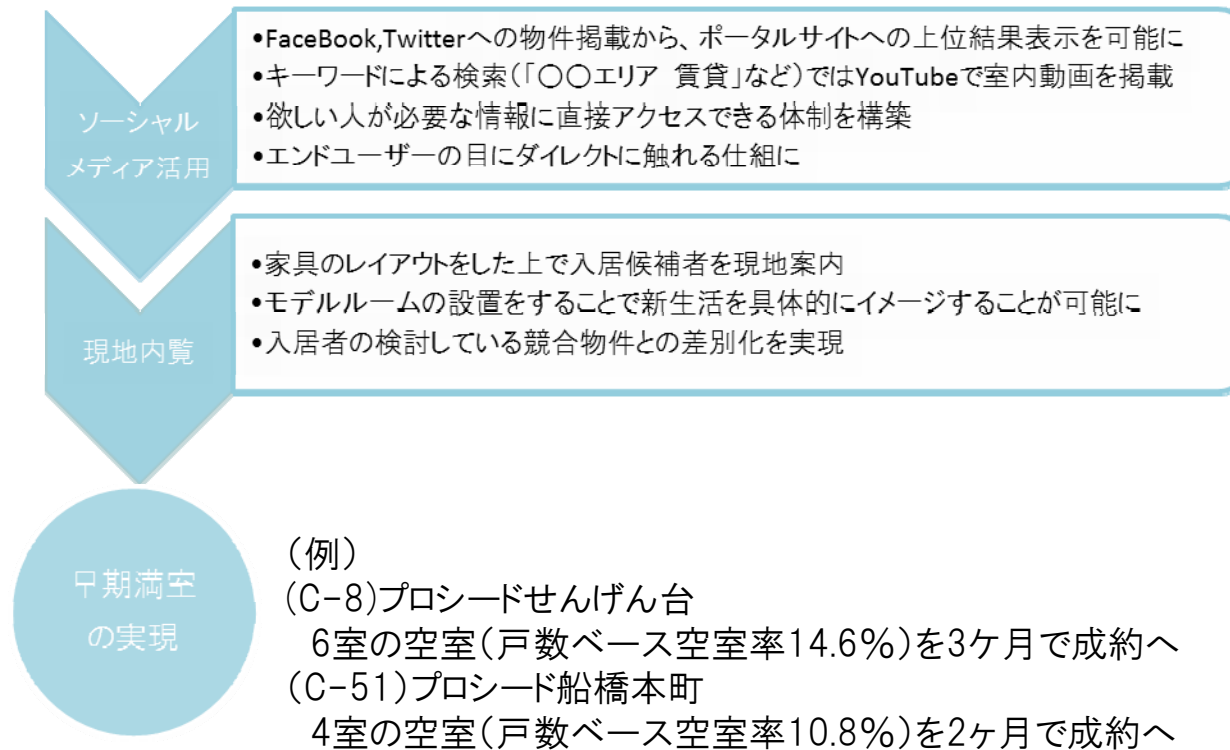 ソーシャル
メディア活用
•FaceBook,Twitterへの物件掲載から、ポータルサイトへの上位結果表示を可能に
•キーワードによる検索(「〇〇エリア 賃貸」など)ではYouTubeで室内動画を掲載
•欲しい人が必要な情報に直接アクセスできる体制を構築
•エンドユーザーの目にダイレクトに触れる仕組に
現地内覧
•家具のレイアウトをした上で入居候補者を現地案内
•モデルルームの設置をすることで新生活を具体的にイメージすることが可能に
•入居者の検討している競合物件との差別化を実現
早期満室
の実現
(例)
(C-8)プロシードせんげん台
6室の空室(戸数ベース空室率14.6%)を3ケ月で成約へ
(C-51)プロシード船橋本町
4室の空室(戸数ベース空室率10.8%)を2ヶ月で成約へ